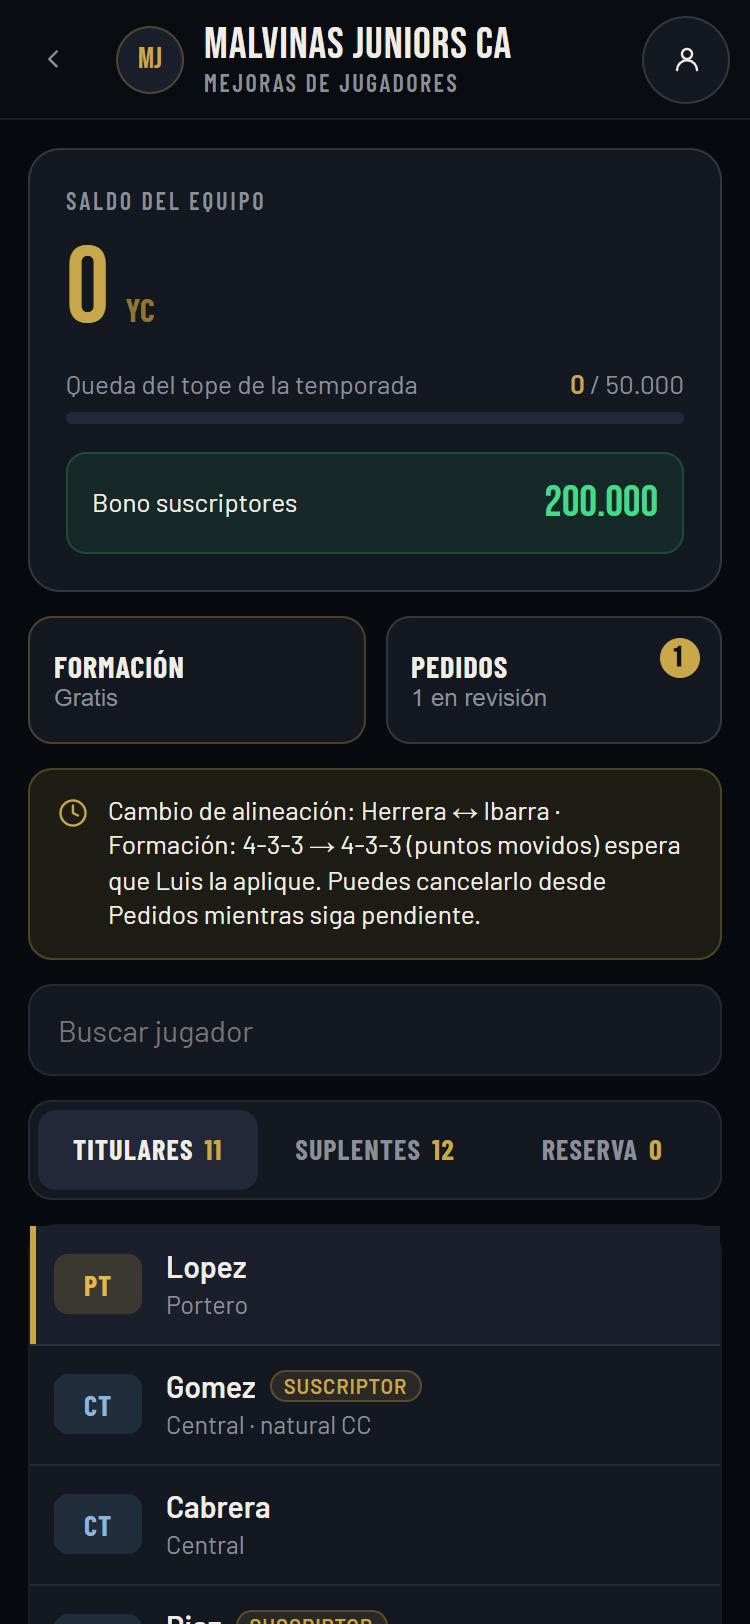 MJ
MALVINAS JUNIORS CA
MEJORAS DE JUGADORES
SALDO DEL EQUIPO
0 YC
Queda del tope de la temporada 0 / 50.000
Bono suscriptores 200.000
FORMACIÓN
Gratis
PEDIDOS 1
1 en revisión
Cambio de alineación: Herrera ↔ Ibarra ·
Formación: 4-3-3 → 4-3-3 (puntos movidos) espera
que Luis la aplique. Puedes cancelarlo desde
Pedidos mientras siga pendiente.
Buscar jugador
TITULARES 11 SUPLENTES 12 RESERVA 0
PT Lopez
Portero
CT Gomez SUSCRIPTOR
Central · natural CC
CT Cabrera
Central
SUSCRIPTOR